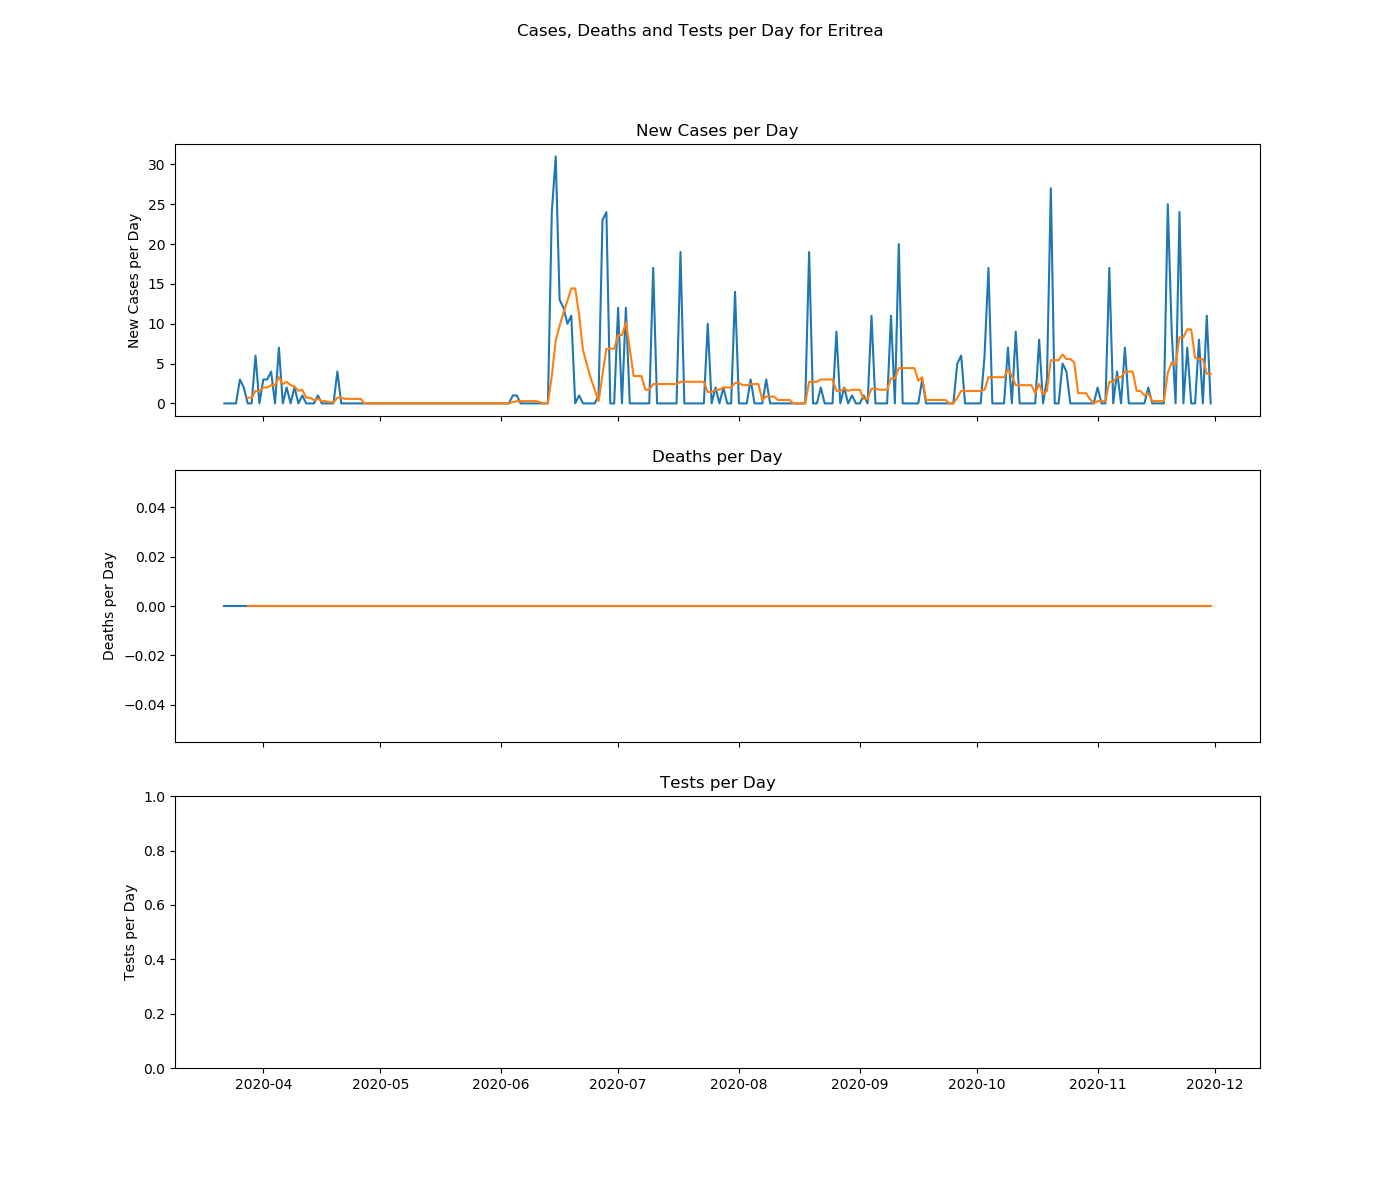 Cases, Deaths and Tests per Day for Eritrea
New Cases per Day
30
25
20
15
10
5
0
New Cases per Day
Deaths per Day
0.04
0.02
0.00
−0.02
−0.04
Deaths per Day
Tests per Day
1.0
0.8
0.6
0.4
0.2
0.0
Tests per Day
2020-04 2020-05 2020-06 2020-07 2020-08 2020-09 2020-10 2020-11 2020-12